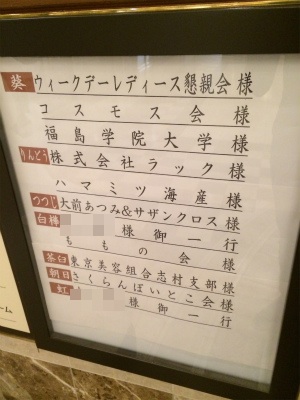 葵 ウィークデーレディース懇親会様
コスモス会様
福島学院大学様
りんどう 株式会社ラック様
ハマミツ海産様
つつじ 大前あつみ&サザンクロス様
白樺 様御一行
ももの会様
茶臼 東京美容組合志村支部様
朝日 さくらんぼいとこ会様
虹 様御一行
ーム